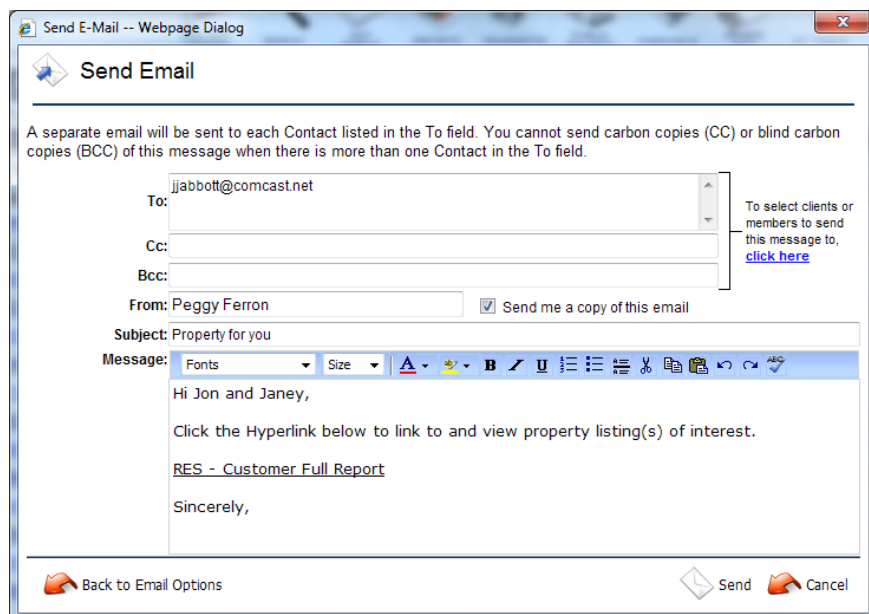 Send E-Mail -- Webpage Dialog
Send Email
A separate email will be sent to each Contact listed in the To field. You cannot send carbon copies (CC) or blind carbon
copies (BCC) of this message when there is more than one Contact in the To field.
To: jjabbott@comcast.net
To select clients or
members to send
this message to,
click here
Cc:
Bcc:
From: Peggy Ferron Send me a copy of this email
Subject: Property for you
Message: Fonts Size A ab B I U ABC
Hi Jon and Janey,
Click the Hyperlink below to link to and view property listing(s) of interest.
RES - Customer Full Report
Sincerely,
Back to Email Options Send Cancel